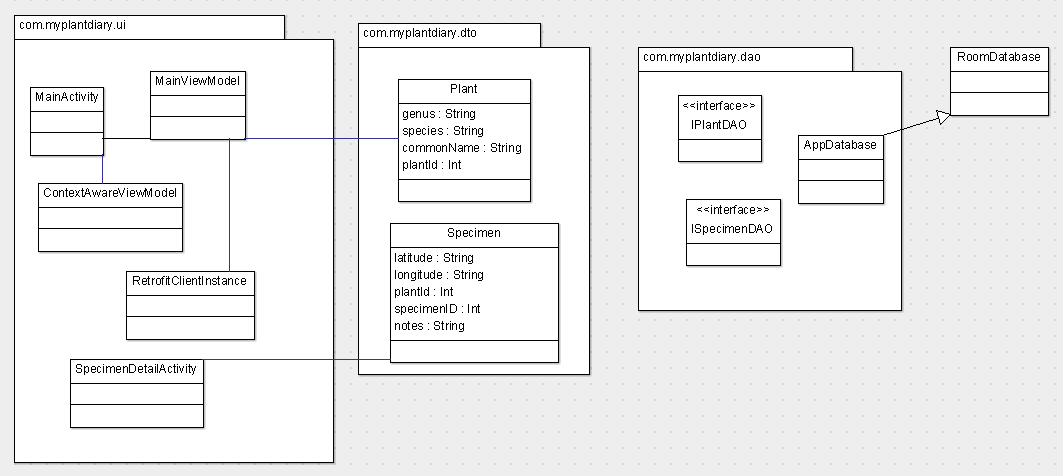 com.myplantdiary.ui
MainActivity
MainViewModel
ContextAwareViewModel
RetrofitClientInstance
SpecimenDetailActivity
com.myplantdiary.dto
Plant
genus : String
species : String
commonName : String
plantId : Int
Specimen
latitude : String
longitude : String
plantId : Int
specimenID : Int
notes : String
com.myplantdiary.dao
<<interface>>
IPlantDAO
AppDatabase
<<interface>>
ISpecimenDAO
RoomDatabase